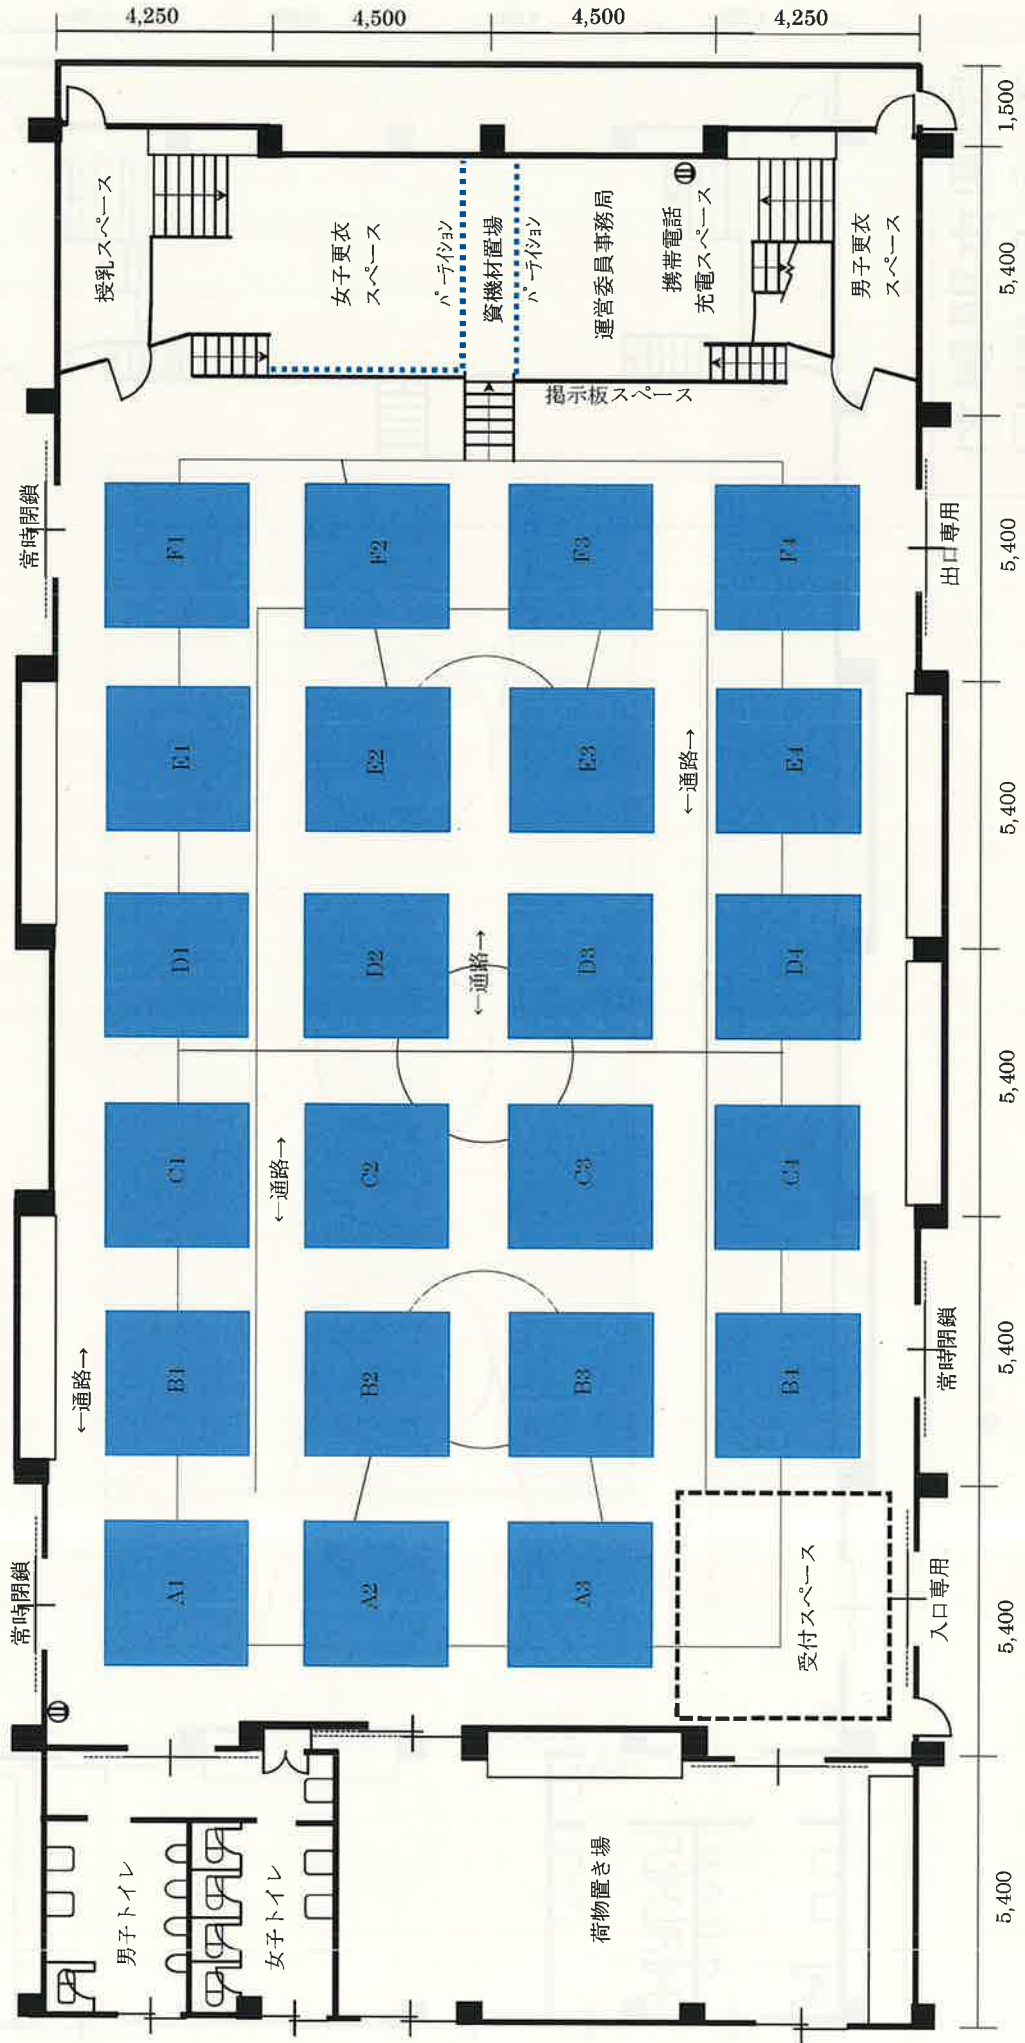 4,250
4,500
4,500
4,250
1,500
5,400
5,400
5,400
5,400
5,400
5,400
5,400
授乳スペース
女子更衣
スペース
パーテイション
資機材置場
パーテイション
運営委員事務局
携帯電話
充電スペース
男子更衣
スペース
掲示板スペース
常時閉鎖
出口専用
F1
F2
F3
F4
E1
E2
E3
E4
←通路→
D1
D2
D3
D4
←通路→
C1
C2
C3
C4
←通路→
B1
B2
B3
B4
←通路→
常時閉鎖
A1
A2
A3
受付スペース
常時閉鎖
入口専用
男子トイレ
女子トイレ
荷物置き場